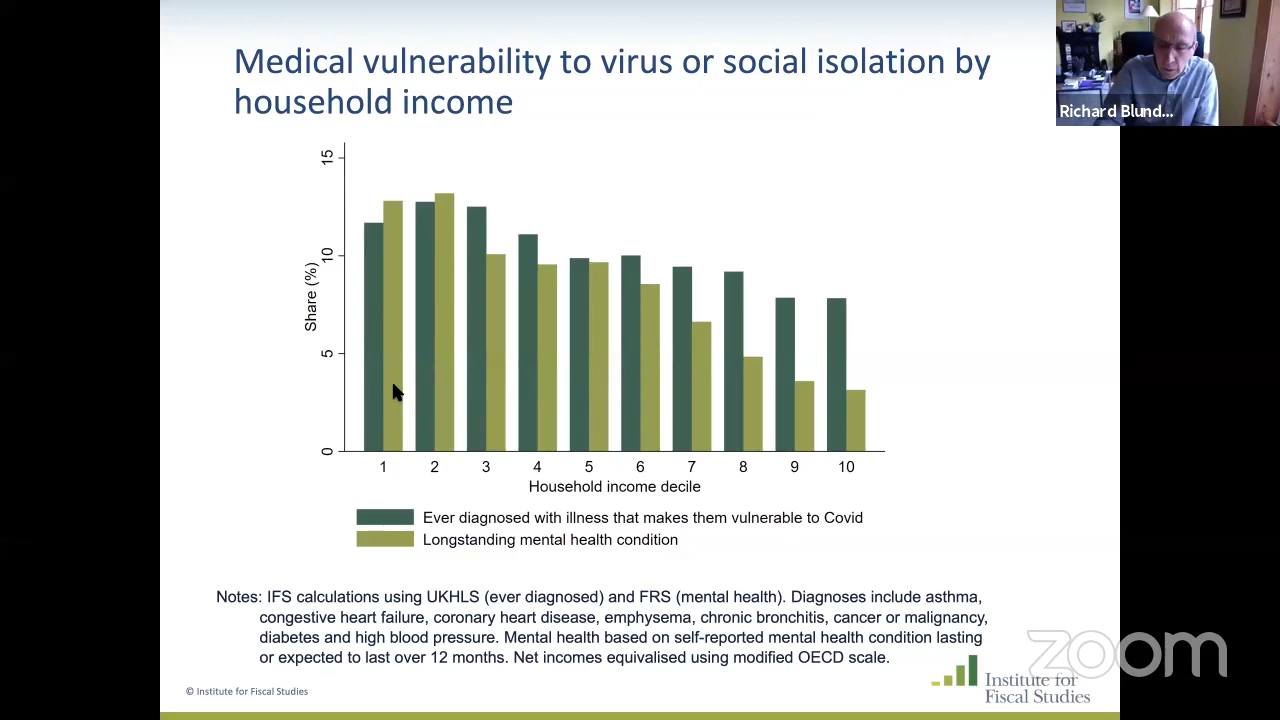 Medical vulnerability to virus or social isolation by
household income
Richard Blund...
15
10
5
0
Share (%)
1 2 3 4 5 6 7 8 9 10
Household income decile
Ever diagnosed with illness that makes them vulnerable to Covid
Longstanding mental health condition
Notes: IFS calculations using UKHLS (ever diagnosed) and FRS (mental health). Diagnoses include asthma,
congestive heart failure, coronary heart disease, emphysema, chronic bronchitis, cancer or malignancy,
diabetes and high blood pressure. Mental health based on self-reported mental health condition lasting
or expected to last over 12 months. Net incomes equivalised using modified OECD scale.
zoom
Institute for
Fiscal Studies
© Institute for Fiscal Studies